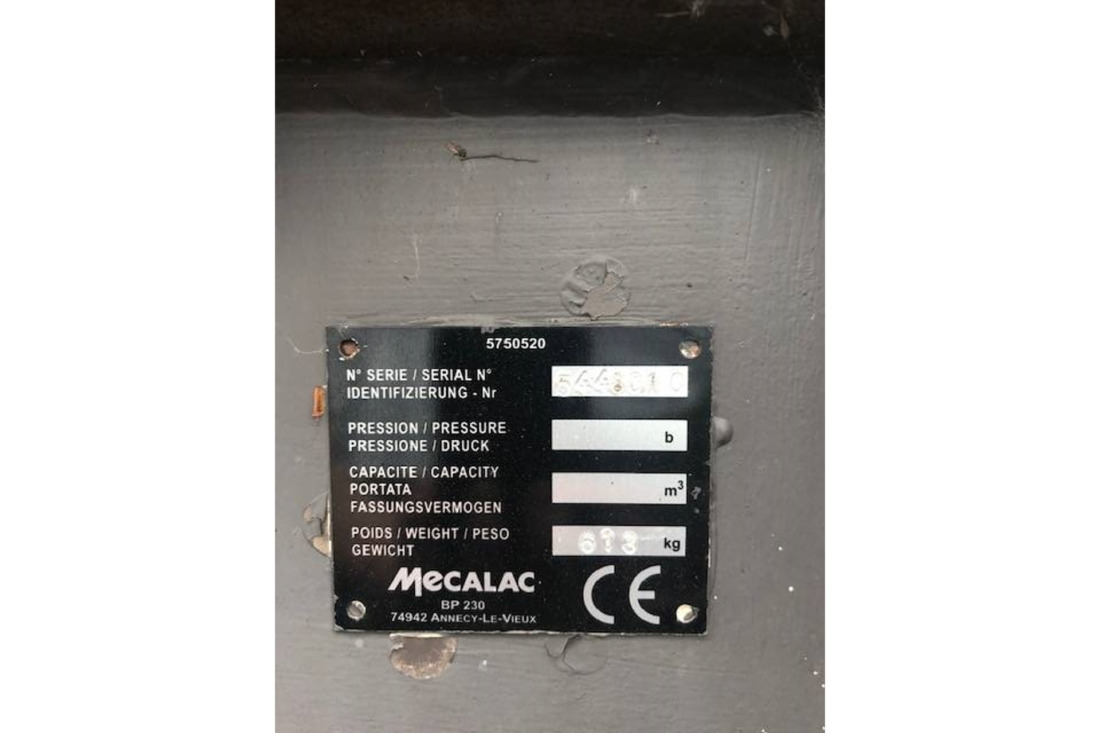 5750520
N° SERIE / SERIAL N°
IDENTIFIZIERUNG - Nr
PRESSION / PRESSURE
PRESSIONE / DRUCK
b
CAPACITE / CAPACITY
PORTATA
FASSUNGSVERMOGEN
m³
POIDS / WEIGHT / PESO
GEWICHT
kg
MECALAC
BP 230
74942 ANNECY-LE-VIEUX
CE